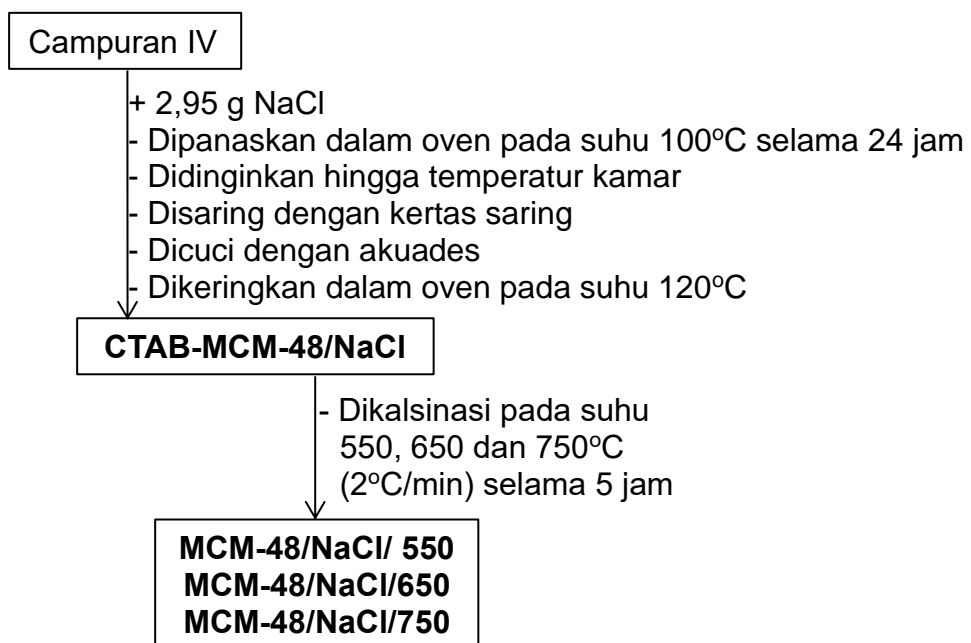 Campuran IV
+ 2,95 g NaCl
- Dipanaskan dalam oven pada suhu 100°C selama 24 jam
- Didinginkan hingga temperatur kamar
- Disaring dengan kertas saring
- Dicuci dengan akuades
- Dikeringkan dalam oven pada suhu 120°C
CTAB-MCM-48/NaCl
- Dikalsinasi pada suhu
550, 650 dan 750°C
(2°C/min) selama 5 jam
MCM-48/NaCl/ 550
MCM-48/NaCl/650
MCM-48/NaCl/750